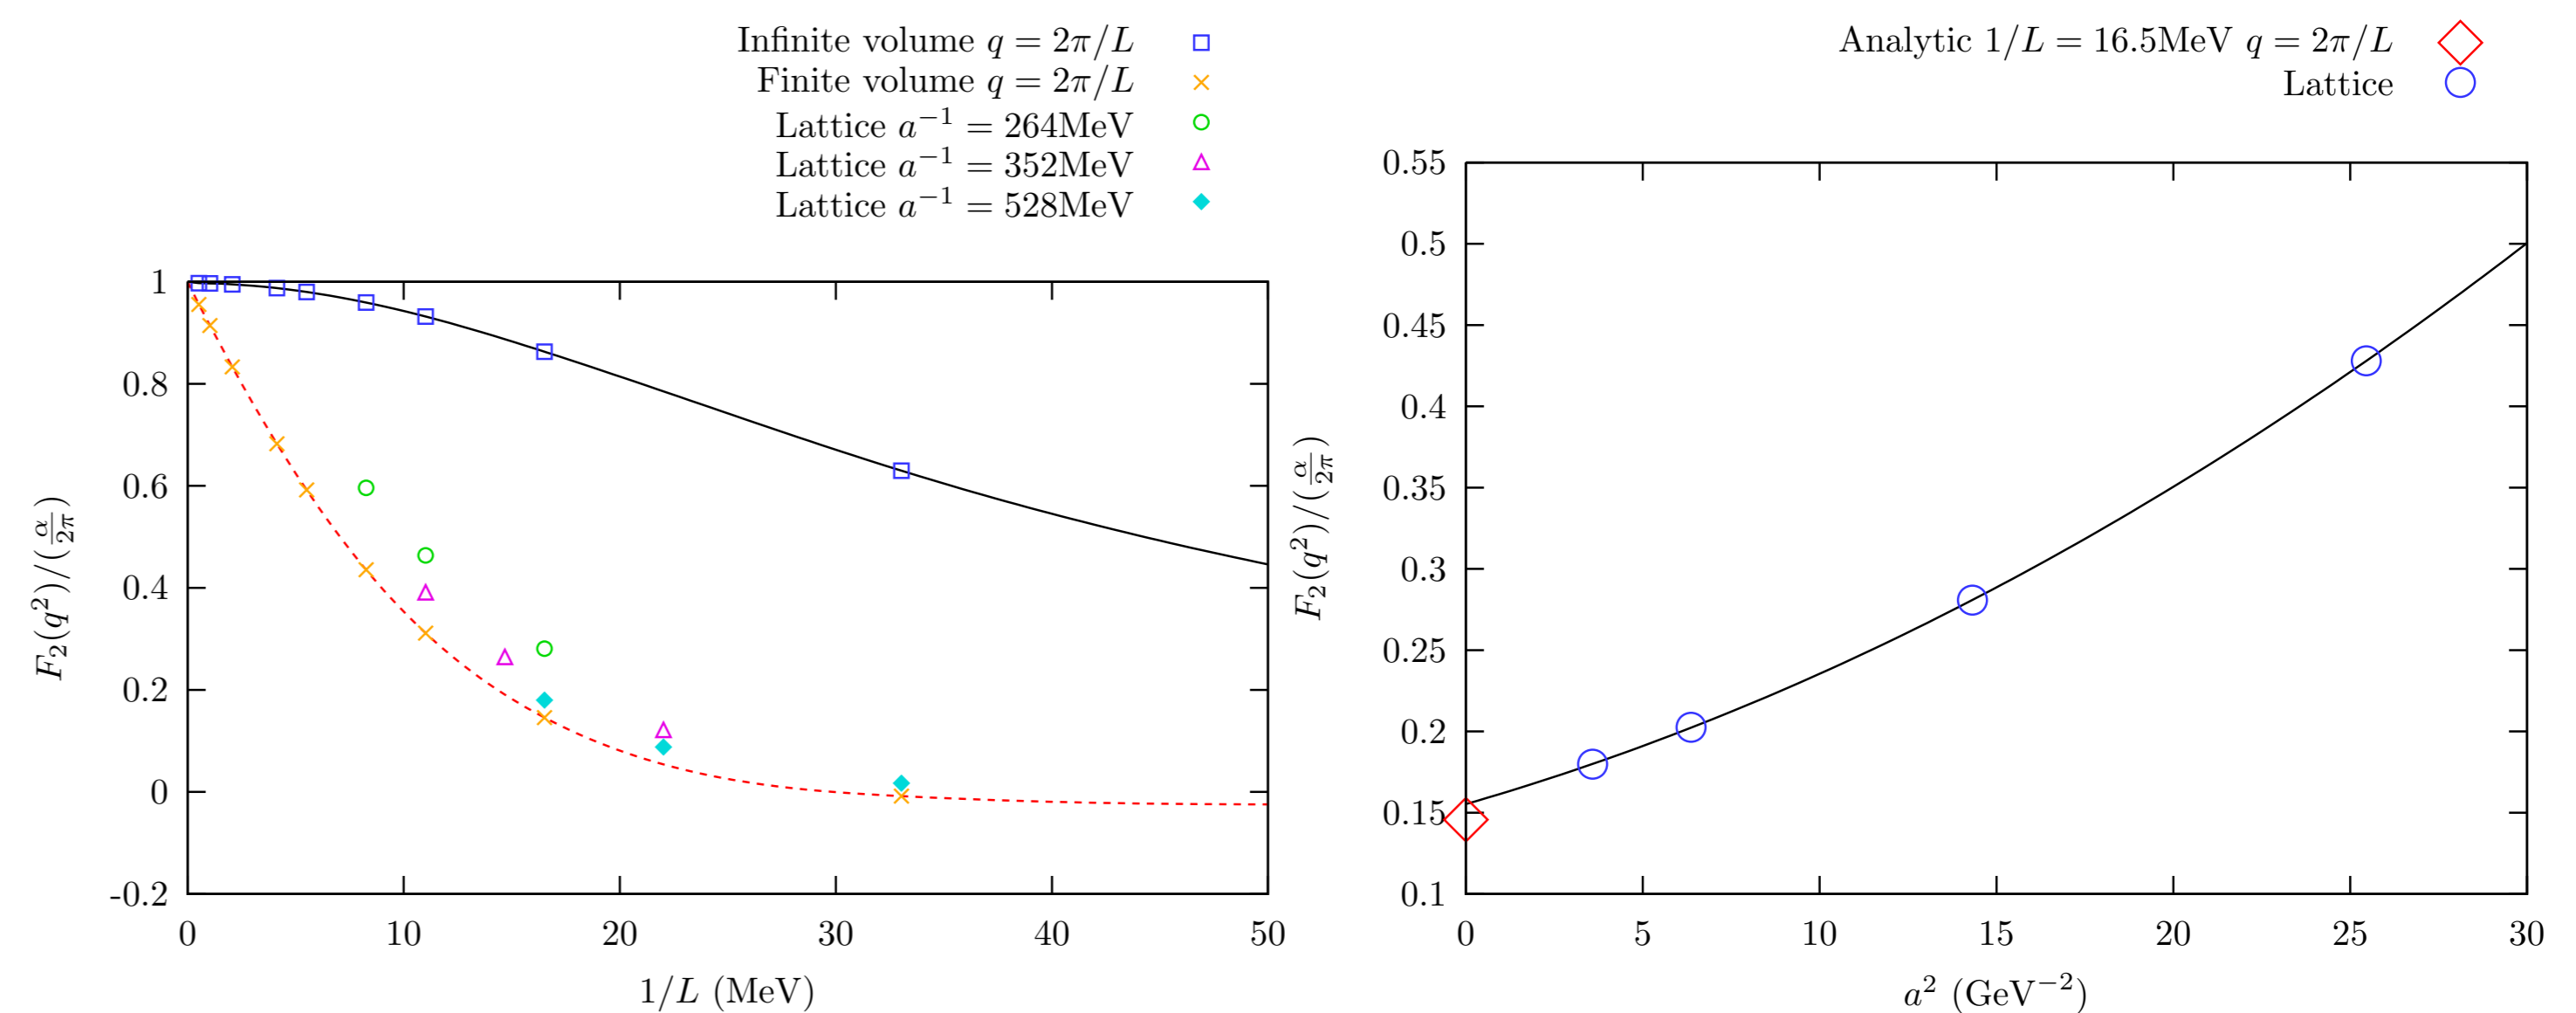 Infinite volume q = 2π/L
Finite volume q = 2π/L
Lattice a⁻¹ = 264MeV
Lattice a⁻¹ = 352MeV
Lattice a⁻¹ = 528MeV
1
0.8
0.6
0.4
0.2
0
-0.2
F₂(q²)/(α/2π)
0 10 20 30 40 50
1/L (MeV)
Analytic 1/L = 16.5MeV q = 2π/L
Lattice
0.55
0.5
0.45
0.4
0.35
0.3
0.25
0.2
0.15
0.1
F₂(q²)/(α/2π)
0 5 10 15 20 25 30
a² (GeV⁻²)